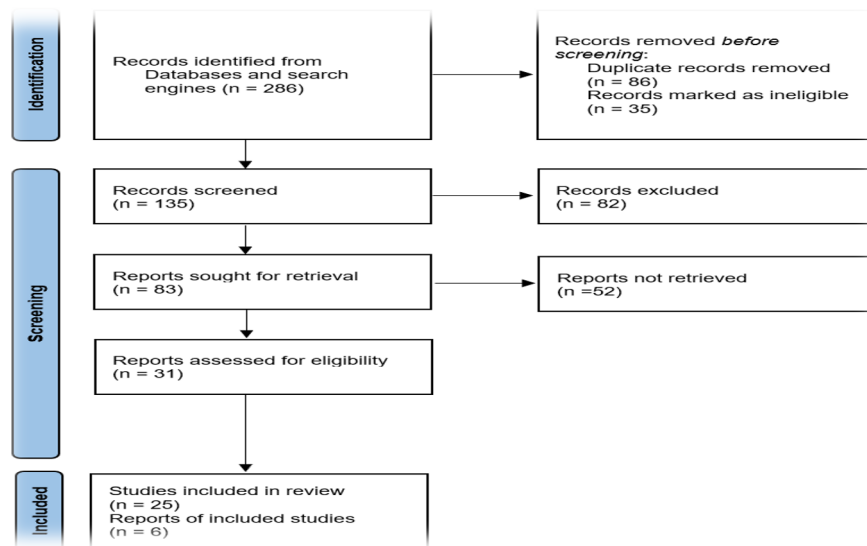 Identification
Records identified from
Databases and search
engines (n = 286)
Records removed before
screening:
Duplicate records removed
(n = 86)
Records marked as ineligible
(n = 35)
Screening
Records screened
(n = 135)
Records excluded
(n = 82)
Reports sought for retrieval
(n = 83)
Reports not retrieved
(n =52)
Reports assessed for eligibility
(n = 31)
Included
Studies included in review
(n = 25)
Reports of included studies
(n = 6)